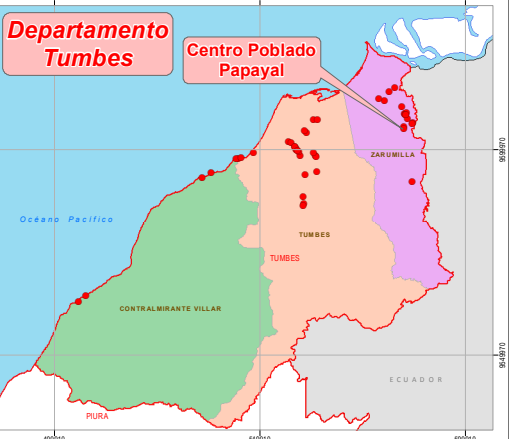 Departamento
Tumbes
Centro Poblado
Papayal
ZARUMILLA
Océano Pacífico
TUMBES
TUMBES
CONTRALMIRANTE VILLAR
ECUADOR
PIURA